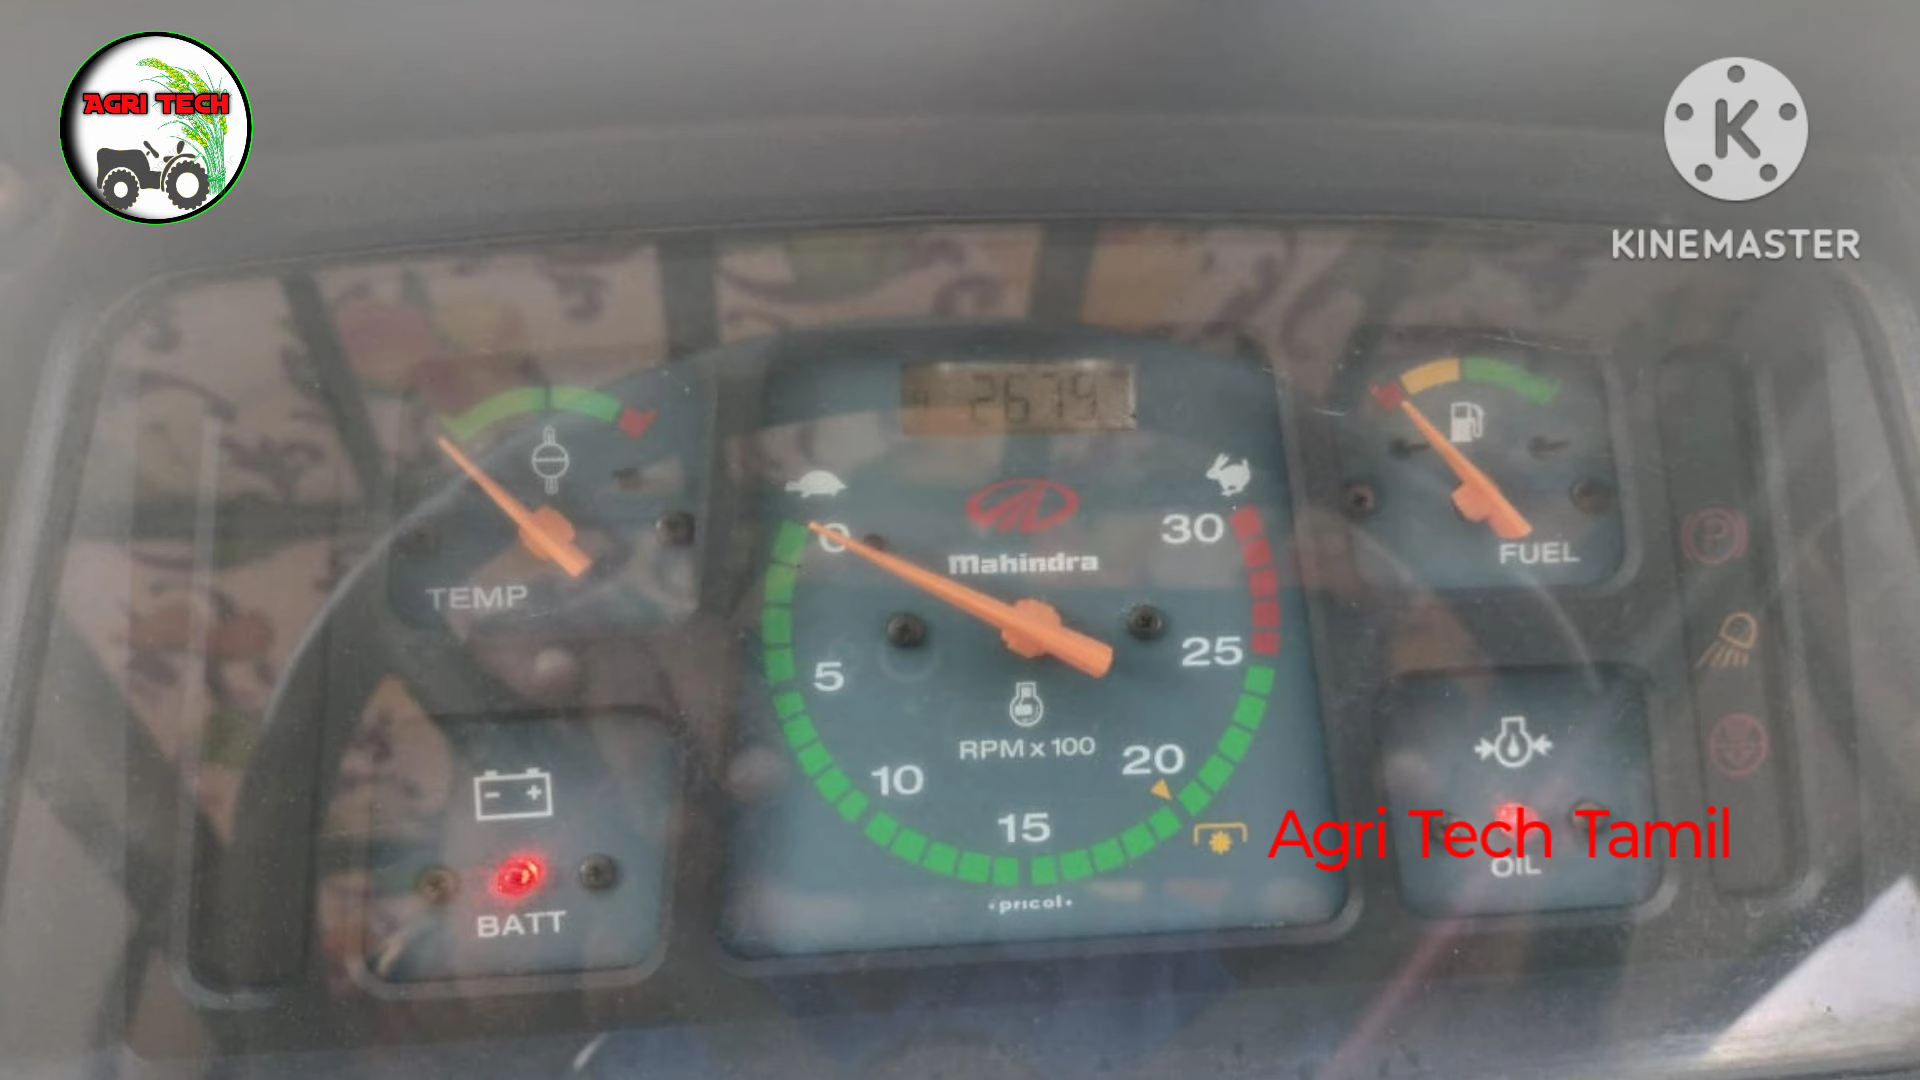 AGRI TECH
K
KINEMASTER
2679
TEMP
0
30
Mahindra
FUEL
P
5
25
RPM x 100
10
20
15
Agri Tech Tamil
OIL
BATT
pricol